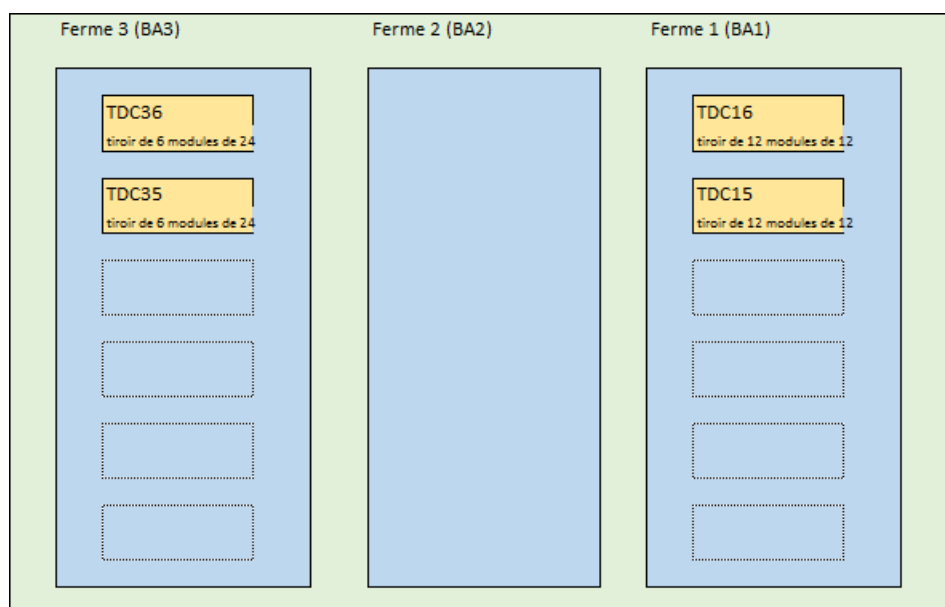 Ferme 3 (BA3)
Ferme 2 (BA2)
Ferme 1 (BA1)
TDC36
tiroir de 6 modules de 24
TDC16
tiroir de 12 modules de 12
TDC35
tiroir de 6 modules de 24
TDC15
tiroir de 12 modules de 12